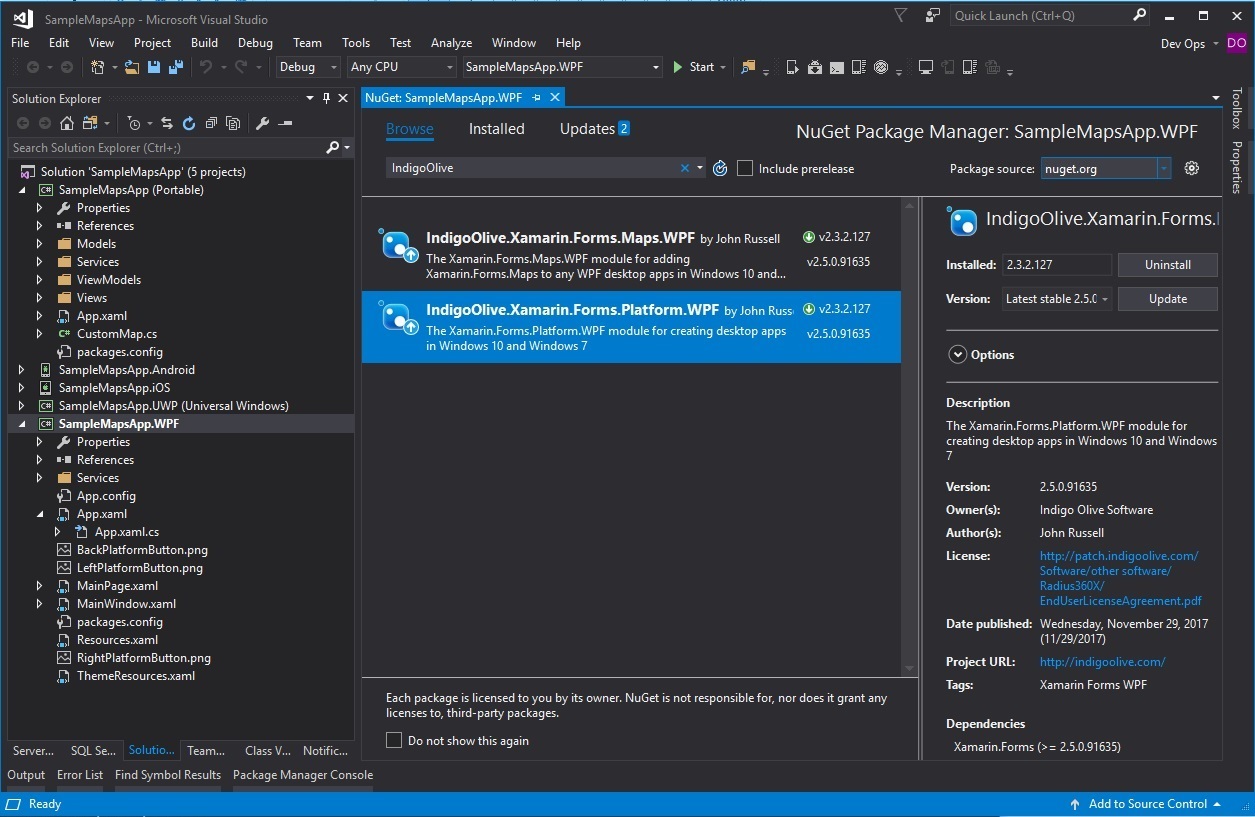 SampleMapsApp - Microsoft Visual Studio
Quick Launch (Ctrl+Q)
File Edit View Project Build Debug Team Tools Test Analyze Window Help
Dev Ops DO
Debug Any CPU SampleMapsApp.WPF Start
Solution Explorer
Search Solution Explorer (Ctrl+;)
Solution 'SampleMapsApp' (5 projects)
SampleMapsApp (Portable)
Properties
References
Models
Services
ViewModels
Views
App.xaml
CustomMap.cs
packages.config
SampleMapsApp.Android
SampleMapsApp.iOS
SampleMapsApp.UWP (Universal Windows)
SampleMapsApp.WPF
Properties
References
Services
App.config
App.xaml
App.xaml.cs
BackPlatformButton.png
LeftPlatformButton.png
MainPage.xaml
MainWindow.xaml
packages.config
Resources.xaml
RightPlatformButton.png
ThemeResources.xaml
Server... SQL Se... Solutio... Team... Class V... Notific...
NuGet: SampleMapsApp.WPF
Browse Installed Updates 2
NuGet Package Manager: SampleMapsApp.WPF
IndigoOlive
Include prerelease
Package source: nuget.org
IndigoOlive.Xamarin.Forms.Maps.WPF by John Russell v2.3.2.127
The Xamarin.Forms.Maps.WPF module for adding v2.5.0.91635
Xamarin.Forms.Maps to any WPF desktop apps in Windows 10 and...
IndigoOlive.Xamarin.Forms.Platform.WPF by John Russ v2.3.2.127
The Xamarin.Forms.Platform.WPF module for creating desktop apps v2.5.0.91635
in Windows 10 and Windows 7
Each package is licensed to you by its owner. NuGet is not responsible for, nor does it grant any
licenses to, third-party packages.
Do not show this again
IndigoOlive.Xamarin.Forms.
Installed: 2.3.2.127 Uninstall
Version: Latest stable 2.5.0 Update
Options
Description
The Xamarin.Forms.Platform.WPF module for
creating desktop apps in Windows 10 and Windows
7
Version: 2.5.0.91635
Owner(s): Indigo Olive Software
Author(s): John Russell
License: http://patch.indigoolive.com/
Software/other software/
Radius360X/
EndUserLicenseAgreement.pdf
Date published: Wednesday, November 29, 2017
(11/29/2017)
Project URL: http://indigoolive.com/
Tags: Xamarin Forms WPF
Dependencies
Xamarin.Forms (>= 2.5.0.91635)
Toolbox
Properties
Output Error List Find Symbol Results Package Manager Console
Ready
Add to Source Control